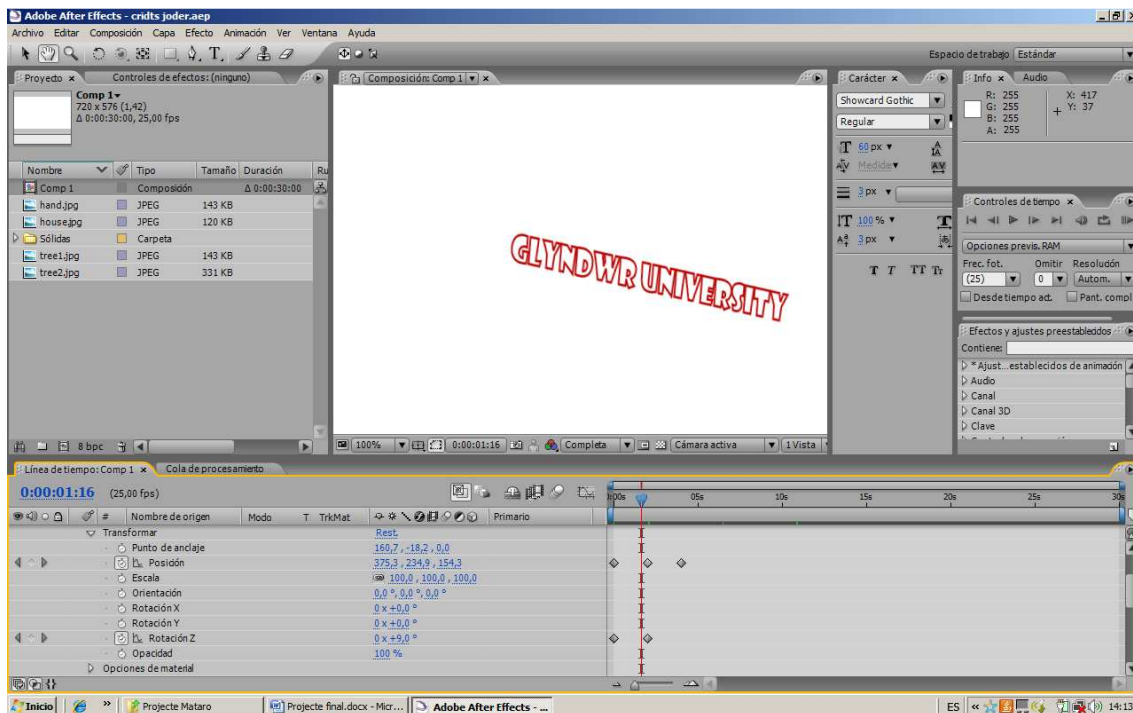 Adobe After Effects - cridts joder.aep
Archivo Editar Composición Capa Efecto Animación Ver Ventana Ayuda
Espacio de trabajo Estándar
Proyecto Controles de efectos: (ninguno)
Comp 1
720 x 576 (1,42)
Δ 0:00:30:00, 25,00 fps
Nombre Tipo Tamaño Duración Ru
Comp 1 Composición Δ 0:00:30:00
hand.jpg JPEG 143 KB
house.jpg JPEG 120 KB
Sólidas Carpeta
tree1.jpg JPEG 143 KB
tree2.jpg JPEG 331 KB
8 bpc
Composición: Comp 1
GLYNDWR UNIVERSITY
100% 0:00:01:16 Completa Cámara activa 1 Vista
Carácter
Showcard Gothic
Regular
60 px
Medidas
3 px
100 %
3 px
T T TT Tr
Info Audio
R: 255 X: 417
G: 255 Y: 37
B: 255
A: 255
Controles de tiempo
Opciones previs. RAM
Frec. fot. Omitir Resolución
(25) 0 Autom.
Desde tiempo act. Pant. compl
Efectos y ajustes preestablecidos
Contiene:
* Ajust...establecidos de animación
Audio
Canal
Canal 3D
Clave
Línea de tiempo: Comp 1 Cola de procesamiento
0:00:01:16 (25,00 fps)
05s 10s 15s 20s 25s 30s
# Nombre de origen Modo T TrkMat Primario
Transformar Rest.
Punto de anclaje 160,7 , -18,2 , 0,0
Posición 375,3 , 234,9 , 154,3
Escala 100,0 , 100,0 , 100,0
Orientación 0,0 °, 0,0 °, 0,0 °
Rotación X 0 x +0,0 °
Rotación Y 0 x +0,0 °
Rotación Z 0 x +9,0 °
Opacidad 100 %
Opciones de material
Inicio » Projecte Mataro Projecte final.docx - Micr... Adobe After Effects - ... ES « 14:13